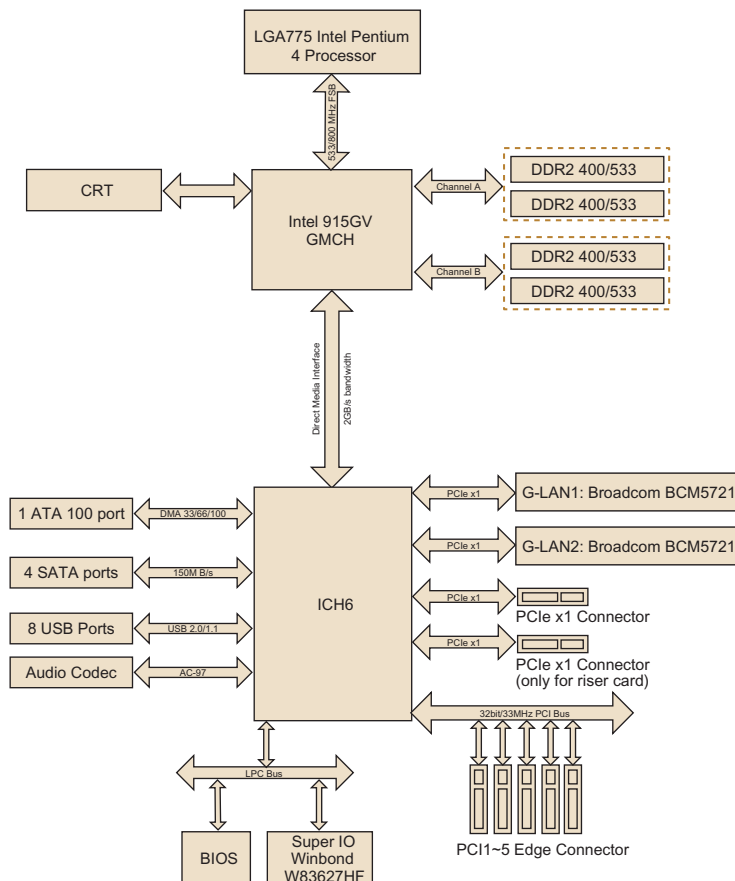 LGA775 Intel Pentium
4 Processor
533/800 MHz FSB
CRT
Intel 915GV
GMCH
Channel A
DDR2 400/533
DDR2 400/533
Channel B
DDR2 400/533
DDR2 400/533
Direct Media Interface
2GB/s bandwidth
1 ATA 100 port
DMA 33/66/100
4 SATA ports
150M B/s
8 USB Ports
USB 2.0/1.1
Audio Codec
AC-97
ICH6
PCIe x1
G-LAN1: Broadcom BCM5721
PCIe x1
G-LAN2: Broadcom BCM5721
PCIe x1
PCIe x1 Connector
PCIe x1
PCIe x1 Connector
(only for riser card)
32bit/33MHz PCI Bus
PCI1~5 Edge Connector
LPC Bus
BIOS
Super IO
Winbond
W83627HF